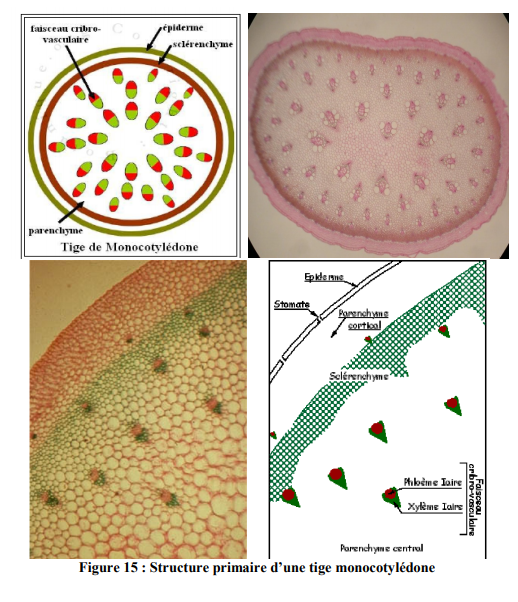 faisceau cribro-
vasculaire
épiderme
sclérenchyme
parenchyme
Tige de Monocotylédone
Epiderme
Stomate
Parenchyme
cortical
Sclérenchyme
Phloème Iaire
Xylème Iaire
Faisceau
cribro-vasculaire
Parenchyme central
Figure 15 : Structure primaire d’une tige monocotylédone